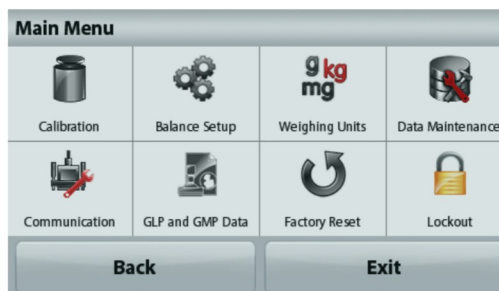 Main Menu
g kg
mg
Calibration
Balance Setup
Weighing Units
Data Maintenance
Communication
GLP and GMP Data
Factory Reset
Lockout
Back
Exit